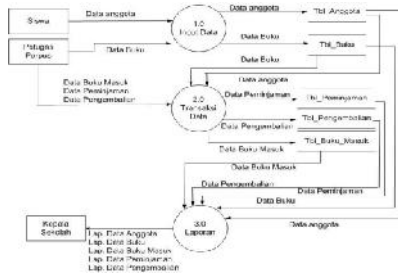 Siswa
Data anggota
1.0
Input Data
Data anggota
Tbl_Anggota
Petugas
Perpus
Data Buku
Data Buku
Tbl_Buku
Data Buku
Data anggota
Data Buku Masuk
Data Peminjaman
Data Pengembalian
2.0
Transaksi
Data
Data Peminjaman
Tbl_Peminjaman
Data Pengembalian
Tbl_Pengembalian
Data Buku Masuk
Tbl_Buku_Masuk
Data Buku Masuk
Data Pengembalian
Data Peminjaman
Data Buku
Data anggota
3.0
Laporan
Kepala
Sekolah
Lap. Data Anggota
Lap. Data Buku
Lap. Data Buku Masuk
Lap. Data Peminjaman
Lap. Data Pengembalian